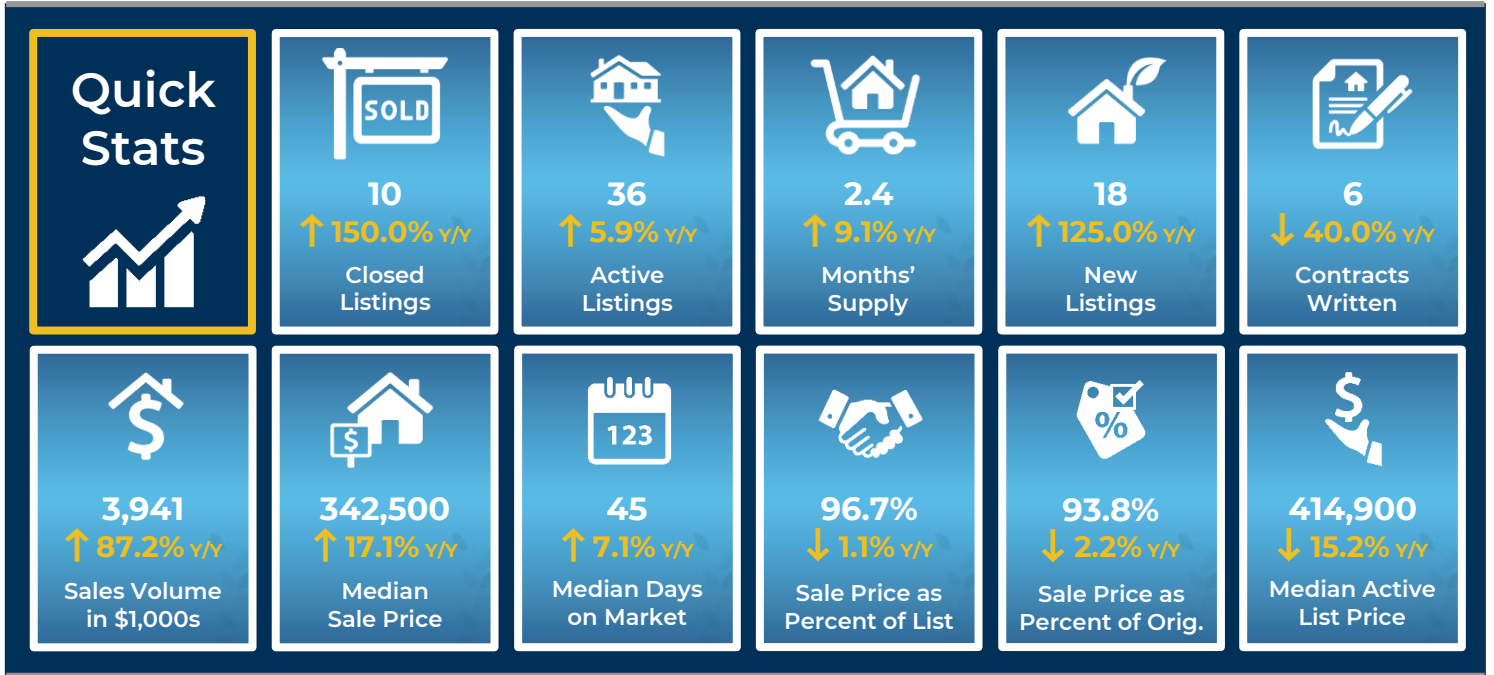 Quick
Stats
SOLD
10
↑ 150.0% Y/Y
Closed
Listings
36
↑ 5.9% Y/Y
Active
Listings
2.4
↑ 9.1% Y/Y
Months’
Supply
18
↑ 125.0% Y/Y
New
Listings
6
↓ 40.0% Y/Y
Contracts
Written
$
3,941
↑ 87.2% Y/Y
Sales Volume
in $1,000s
$
342,500
↑ 17.1% Y/Y
Median
Sale Price
123
45
↑ 7.1% Y/Y
Median Days
on Market
96.7%
↓ 1.1% Y/Y
Sale Price as
Percent of List
%
93.8%
↓ 2.2% Y/Y
Sale Price as
Percent of Orig.
$
414,900
↓ 15.2% Y/Y
Median Active
List Price